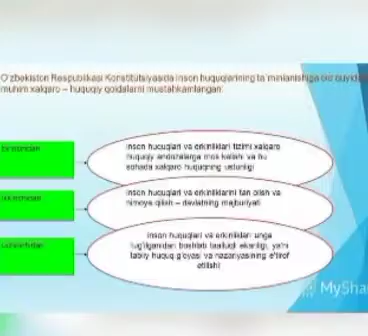 O'zbekiston Respublikasi Konstitutsiyasida inson huquqlarining ta'minlanishiga oid quyidagi
muhim xalqaro – huquqiy qoidalarni mustahkamlangan:
birinchidan
inson huquqlari va erkinliklari tizimi xalqaro
huquqiy andozalarga mos kelishi va bu
sohada xalqaro huquqning ustunligi
ikkinchidan
inson huquqlari va erkinliklarini tan olish va
himoya qilish – davlatning majburiyati
uchinchidan
inson huquqlari va erkinliklari unga
tug'ilganidan boshlab taalluqli ekanligi, ya'ni
tabiiy huquq g'oyasi va nazariyasining e'tirof
etilishi
MyShar